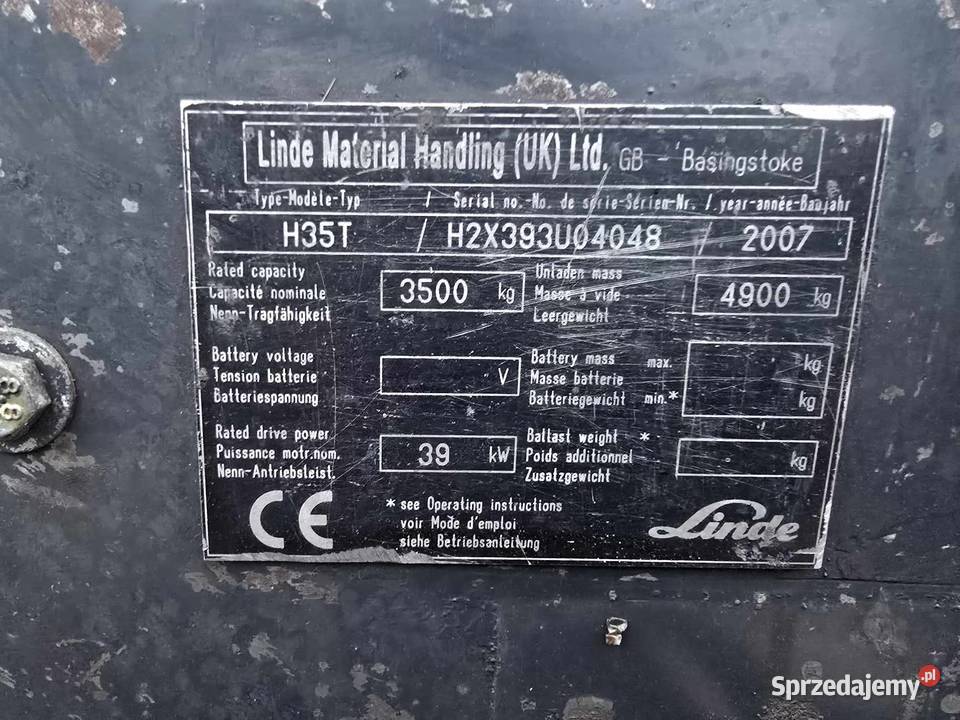 Linde Material Handling (UK) Ltd. GB - Basingstoke
Type-Modèle-Typ / Serial no.-No. de série-Serien-Nr. / year-année-Baujahr
H35T / H2X393U04048 / 2007
Rated capacity
Capacité nominale
Nenn-Tragfähigkeit
3500 kg
Unladen mass
Masse à vide
Leergewicht
4900 kg
Battery voltage
Tension batterie
Batteriespannung
V
Battery mass max.
Masse batterie
Batteriegewicht min.*
kg
kg
Rated drive power
Puissance motr.nom.
Nenn-Antriebsleist.
39 kW
Ballast weight *
Poids additionnel
Zusatzgewicht
- kg
CE
* see Operating instructions
voir Mode d'emploi
siehe Betriebsanleitung
Linde
8.8
Sprzedajemy.pl